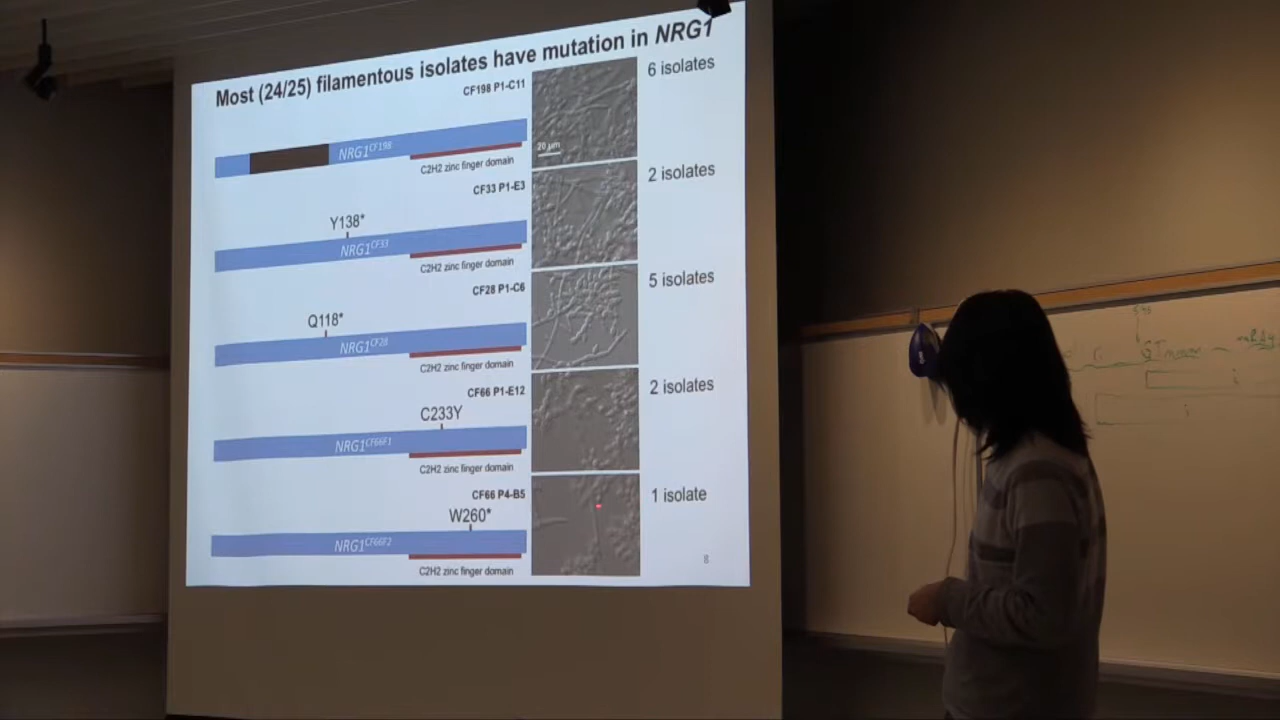 Most (24/25) filamentous isolates have mutation in NRG1
CF198 P1-C11
6 isolates
NRG1CF198
C2H2 zinc finger domain
20 μm
CF33 P1-E3
2 isolates
Y138*
NRG1CF33
C2H2 zinc finger domain
CF28 P1-C6
5 isolates
Q118*
NRG1CF28
C2H2 zinc finger domain
CF66 P1-E12
2 isolates
C233Y
NRG1CF66F1
C2H2 zinc finger domain
CF66 P4-B5
1 isolate
W260*
NRG1CF66F2
C2H2 zinc finger domain
8